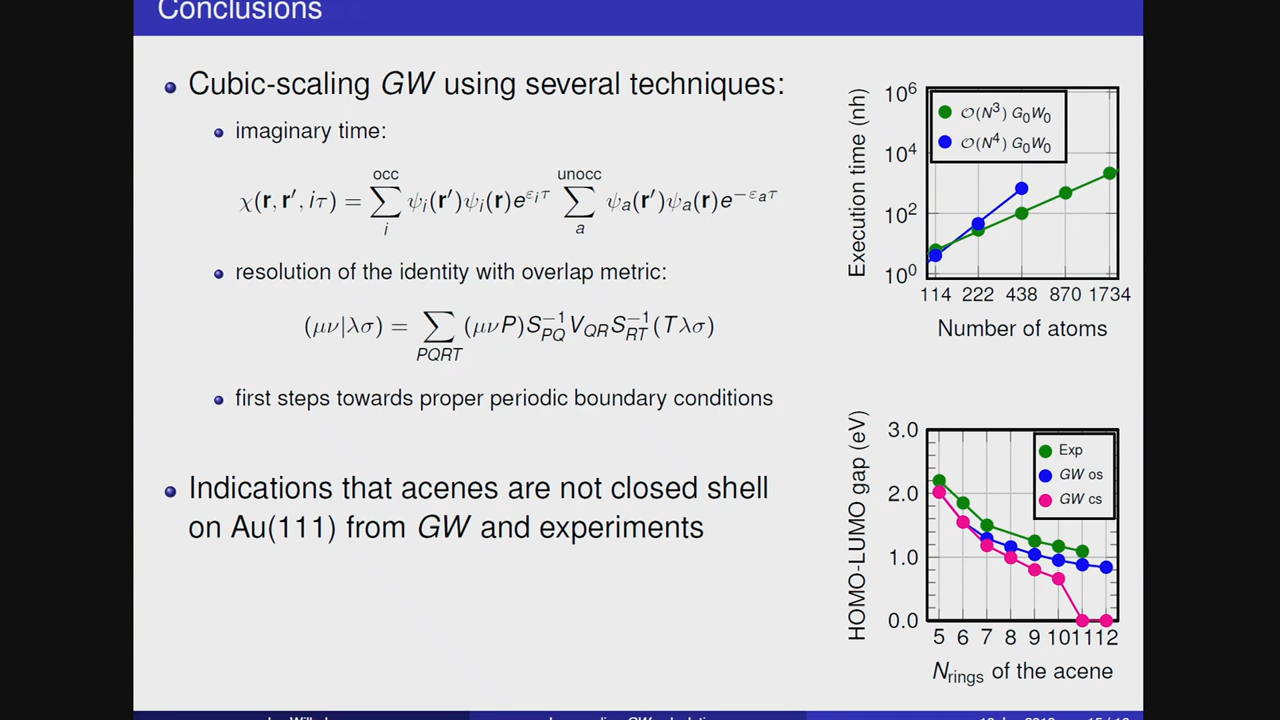 Conclusions
Cubic-scaling GW using several techniques:
imaginary time:
χ(r, r′, iτ) = ∑_i^occ ψ_i(r′)ψ_i(r)e^{ε_iτ} ∑_a^unocc ψ_a(r′)ψ_a(r)e^{−ε_aτ}
resolution of the identity with overlap metric:
(μν|λσ) = ∑_{PQRT} (μνP)S^{−1}_{PQ}V_{QR}S^{−1}_{RT}(Tλσ)
first steps towards proper periodic boundary conditions
Indications that acenes are not closed shell
on Au(111) from GW and experiments
Execution time (nh)
10^6
10^4
10^2
10^0
O(N^3) G_0W_0
O(N^4) G_0W_0
114 222 438 870 1734
Number of atoms
HOMO-LUMO gap (eV)
3.0
2.0
1.0
0.0
Exp
GW os
GW cs
5 6 7 8 9 10 11 12
N_rings of the acene